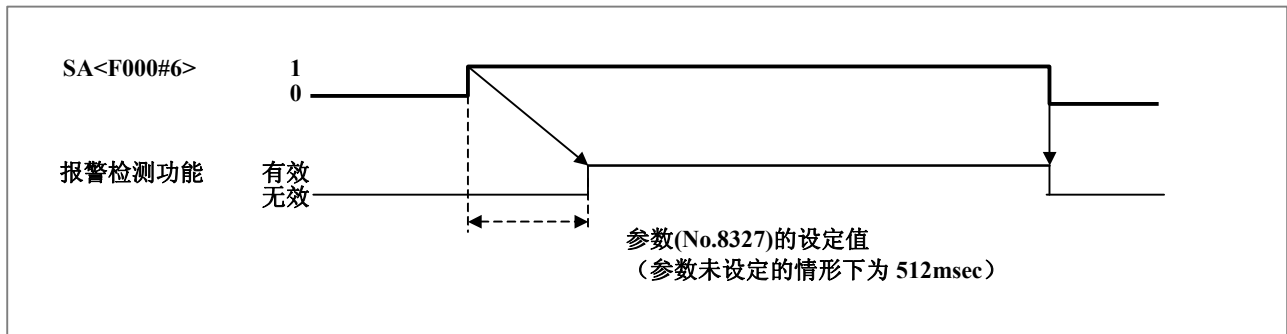 SA<F000#6> 1
0
报警检测功能 有效
无效
参数(No.8327)的设定值
（参数未设定的情形下为 512msec）